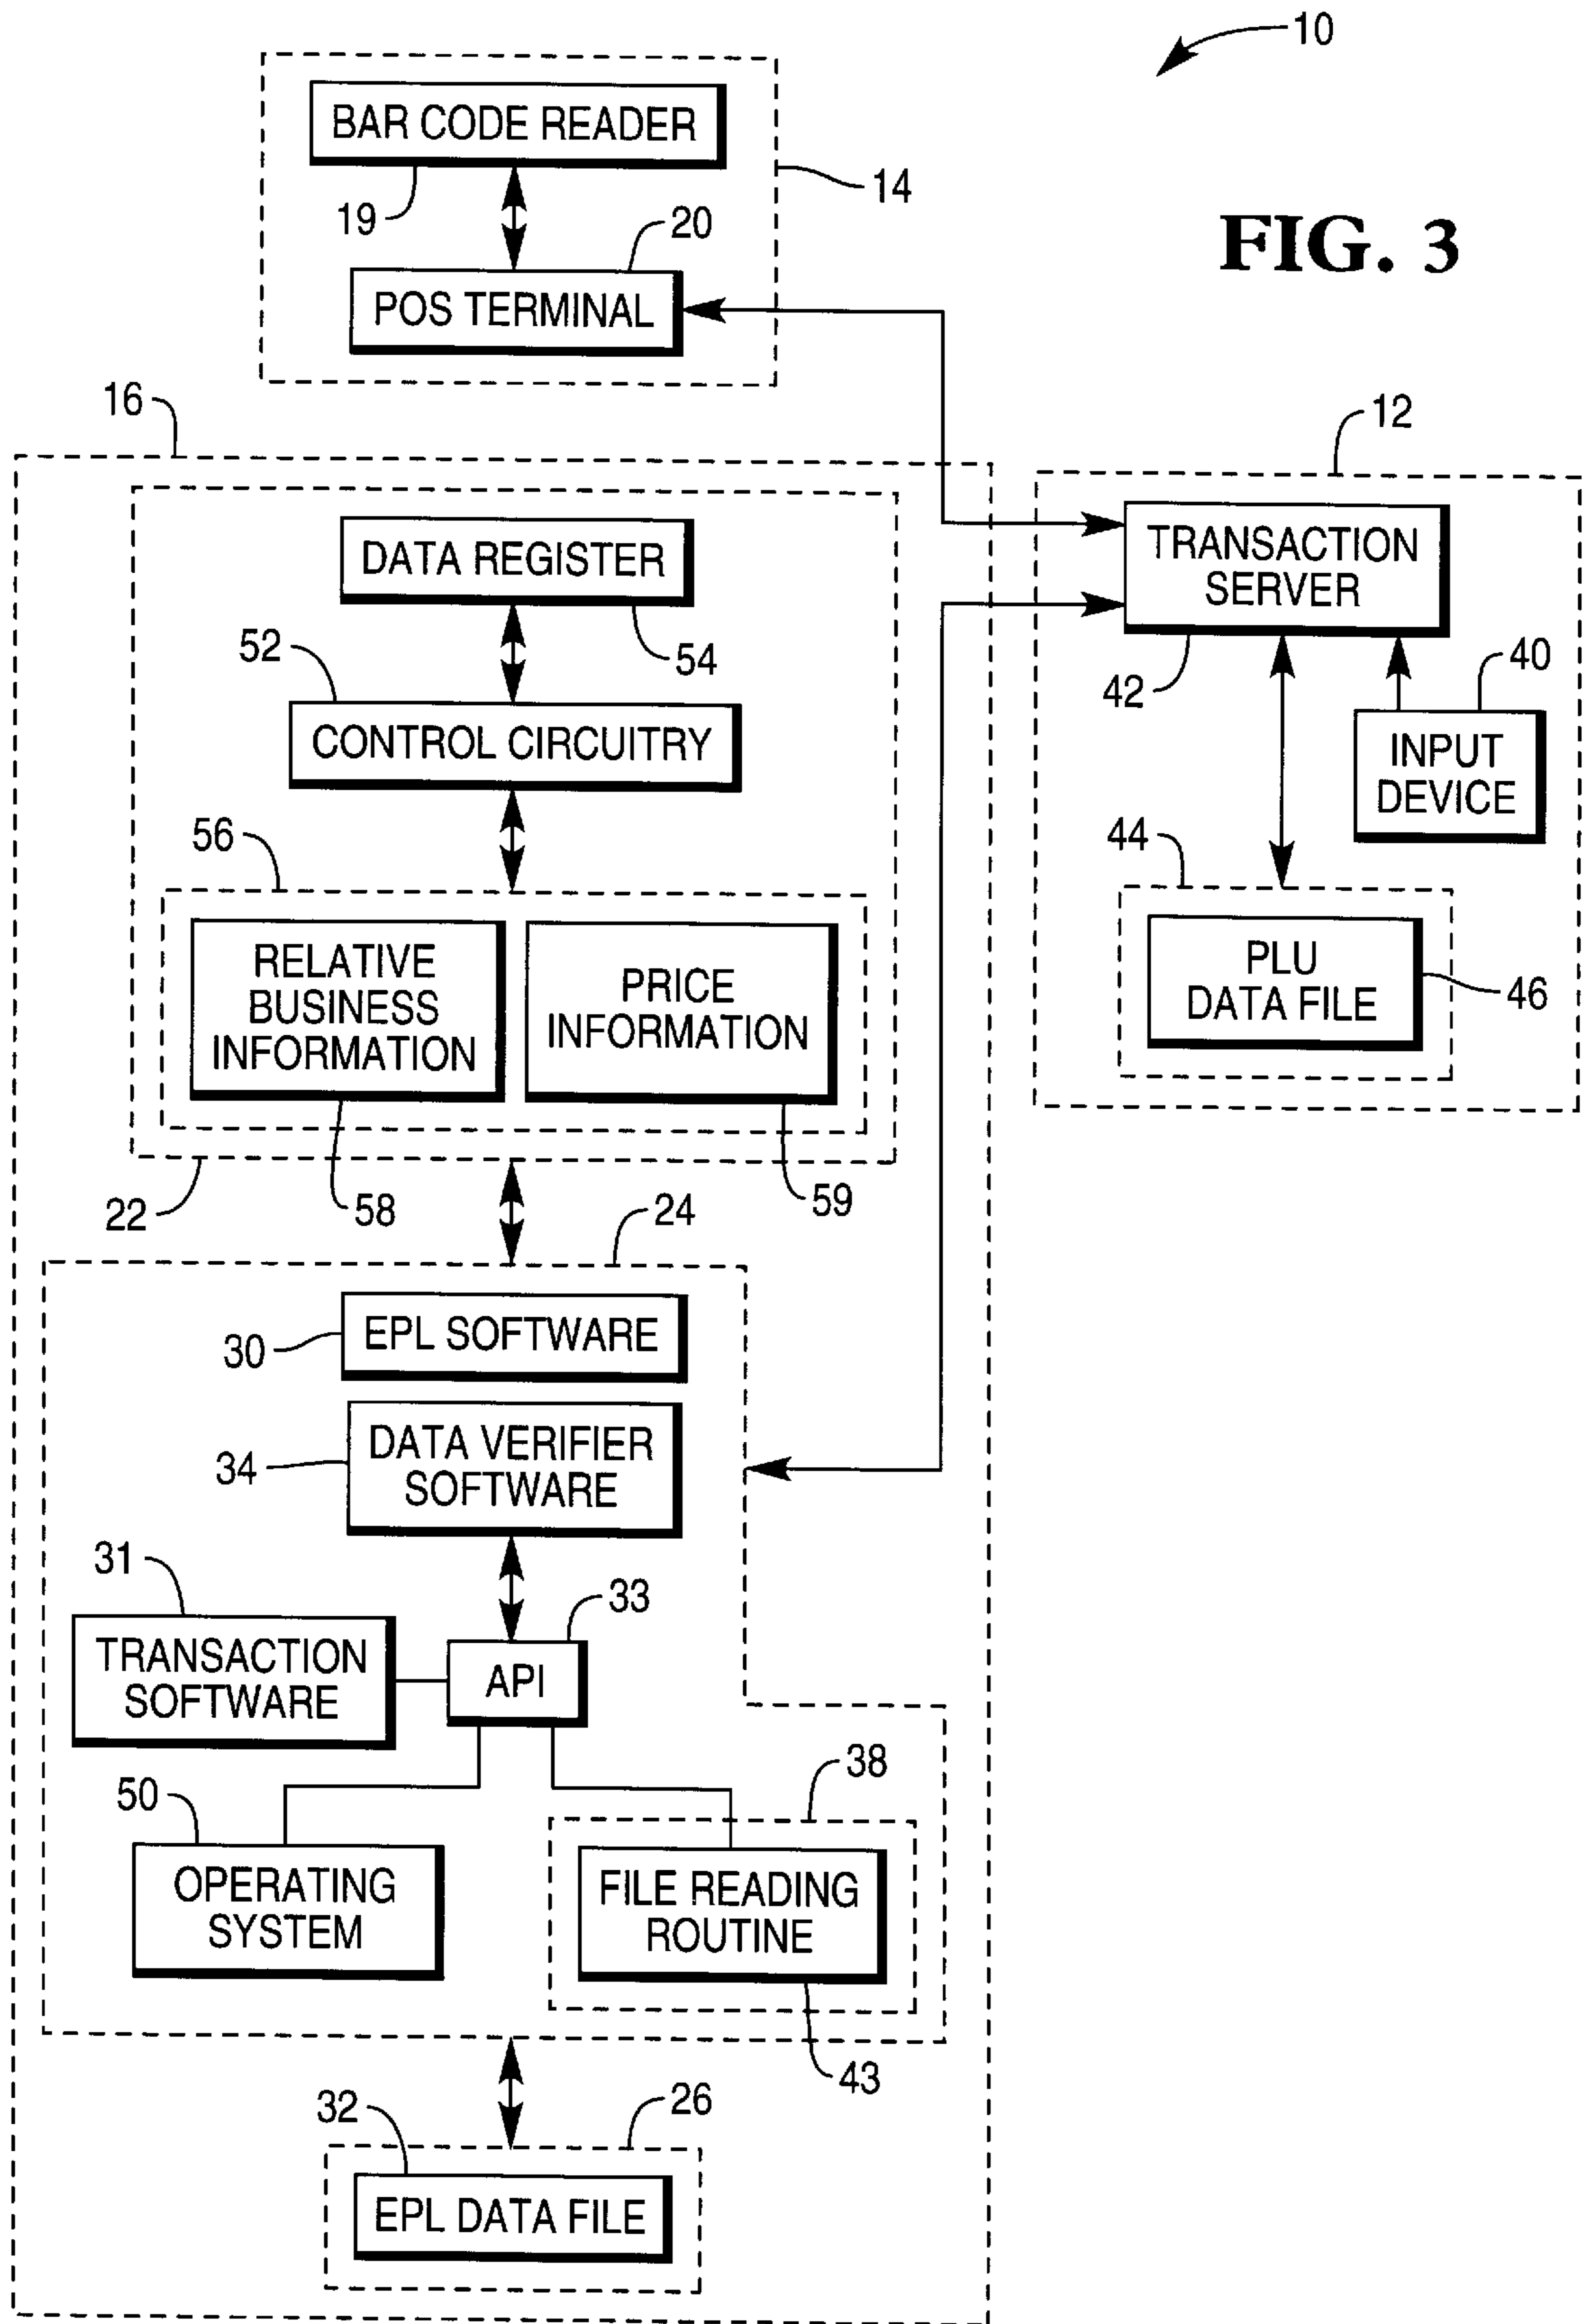 10
BAR CODE READER
14
19
20
FIG. 3
POS TERMINAL
16
12
DATA REGISTER
TRANSACTION
SERVER
52
54
42
40
CONTROL CIRCUITRY
INPUT
DEVICE
56
44
RELATIVE
BUSINESS
INFORMATION
PRICE
INFORMATION
PLU
DATA FILE
46
22
58
59
24
30
EPL SOFTWARE
34
DATA VERIFIER
SOFTWARE
31
33
TRANSACTION
SOFTWARE
API
38
50
OPERATING
SYSTEM
FILE READING
ROUTINE
43
32
26
EPL DATA FILE